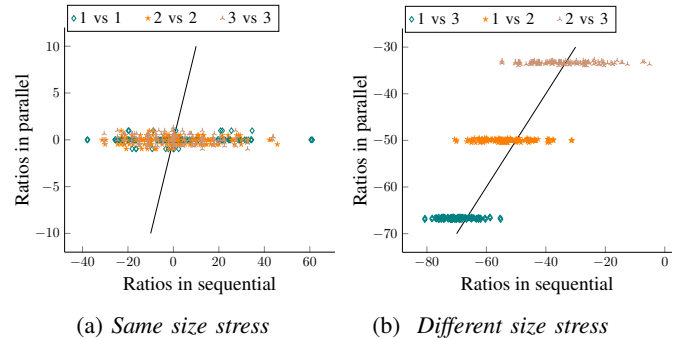 1 vs 1 2 vs 2 3 vs 3
10
5
0
−5
−10
Ratios in parallel
−40 −20 0 20 40 60
Ratios in sequential
(a) Same size stress
1 vs 3 1 vs 2 2 vs 3
−30
−40
−50
−60
−70
Ratios in parallel
−80 −60 −40 −20 0
Ratios in sequential
(b) Different size stress